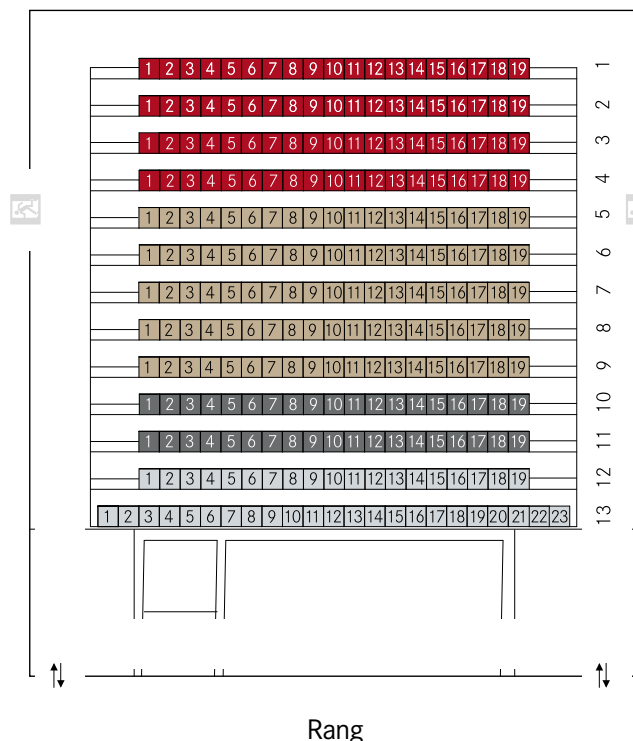 1 2 3 4 5 6 7 8 9 10 11 12 13 14 15 16 17 18 19 1
1 2 3 4 5 6 7 8 9 10 11 12 13 14 15 16 17 18 19 2
1 2 3 4 5 6 7 8 9 10 11 12 13 14 15 16 17 18 19 3
1 2 3 4 5 6 7 8 9 10 11 12 13 14 15 16 17 18 19 4
1 2 3 4 5 6 7 8 9 10 11 12 13 14 15 16 17 18 19 5
1 2 3 4 5 6 7 8 9 10 11 12 13 14 15 16 17 18 19 6
1 2 3 4 5 6 7 8 9 10 11 12 13 14 15 16 17 18 19 7
1 2 3 4 5 6 7 8 9 10 11 12 13 14 15 16 17 18 19 8
1 2 3 4 5 6 7 8 9 10 11 12 13 14 15 16 17 18 19 9
1 2 3 4 5 6 7 8 9 10 11 12 13 14 15 16 17 18 19 10
1 2 3 4 5 6 7 8 9 10 11 12 13 14 15 16 17 18 19 11
1 2 3 4 5 6 7 8 9 10 11 12 13 14 15 16 17 18 19 12
1 2 3 4 5 6 7 8 9 10 11 12 13 14 15 16 17 18 19 20 21 22 23 13
Rang